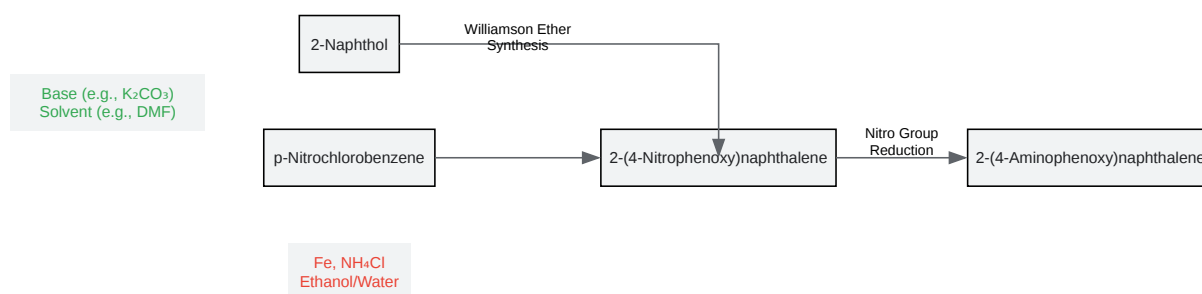 2-Naphthol
Williamson Ether
Synthesis
Base (e.g., K₂CO₃)
Solvent (e.g., DMF)
p-Nitrochlorobenzene
2-(4-Nitrophenoxy)naphthalene
Nitro Group
Reduction
2-(4-Aminophenoxy)naphthalene
Fe, NH₄Cl
Ethanol/Water